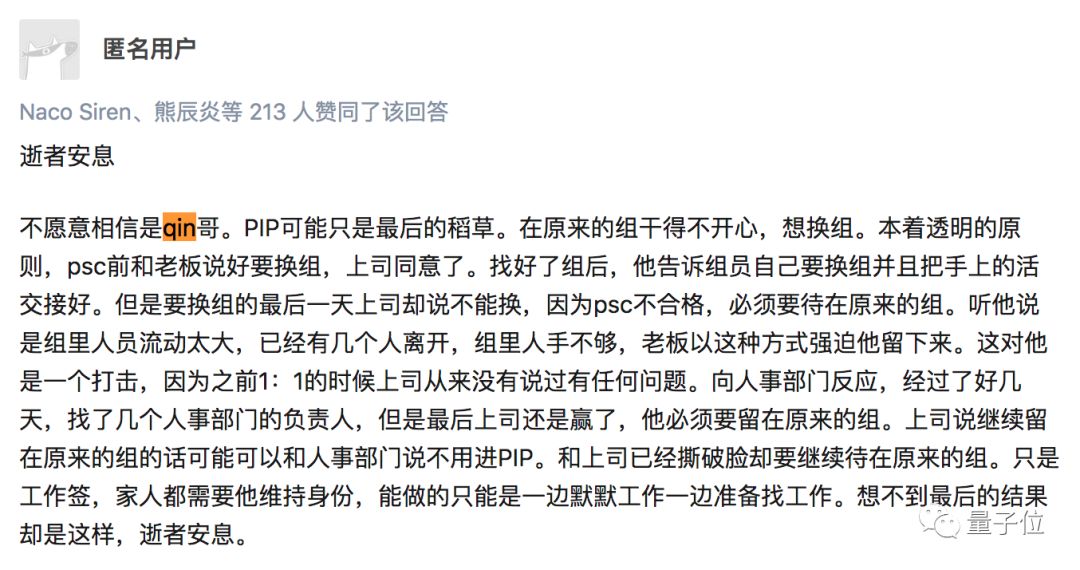 匿名用户
Naco Siren、熊辰炎等 213 人赞同了该回答
逝者安息
不愿意相信是qin哥。PIP可能只是最后的稻草。在原来的组干得不开心，想换组。本着透明的原
则，psc前和老板说好要换组，上司同意了。找好了组后，他告诉组员自己要换组并且把手上的活
交接好。但是要换组的最后一天上司却说不能换，因为psc不合格，必须要待在原来的组。听他说
是组里人员流动太大，已经有几个人离开，组里人手不够，老板以这种方式强迫他留下来。这对他
是一个打击，因为之前1：1的时候上司从来没有说过有任何问题。向人事部门反应，经过了好几
天，找了几个人事部门的负责人，但是最后上司还是赢了，他必须要留在原来的组。上司说继续留
在原来的组的话可能可以和人事部门说不用进PIP。和上司已经撕破脸却要继续待在原来的组。只是
工作签，家人都需要他维持身份，能做的只能是一边默默工作一边准备找工作。想不到最后的结果
却是这样，逝者安息。
量子位